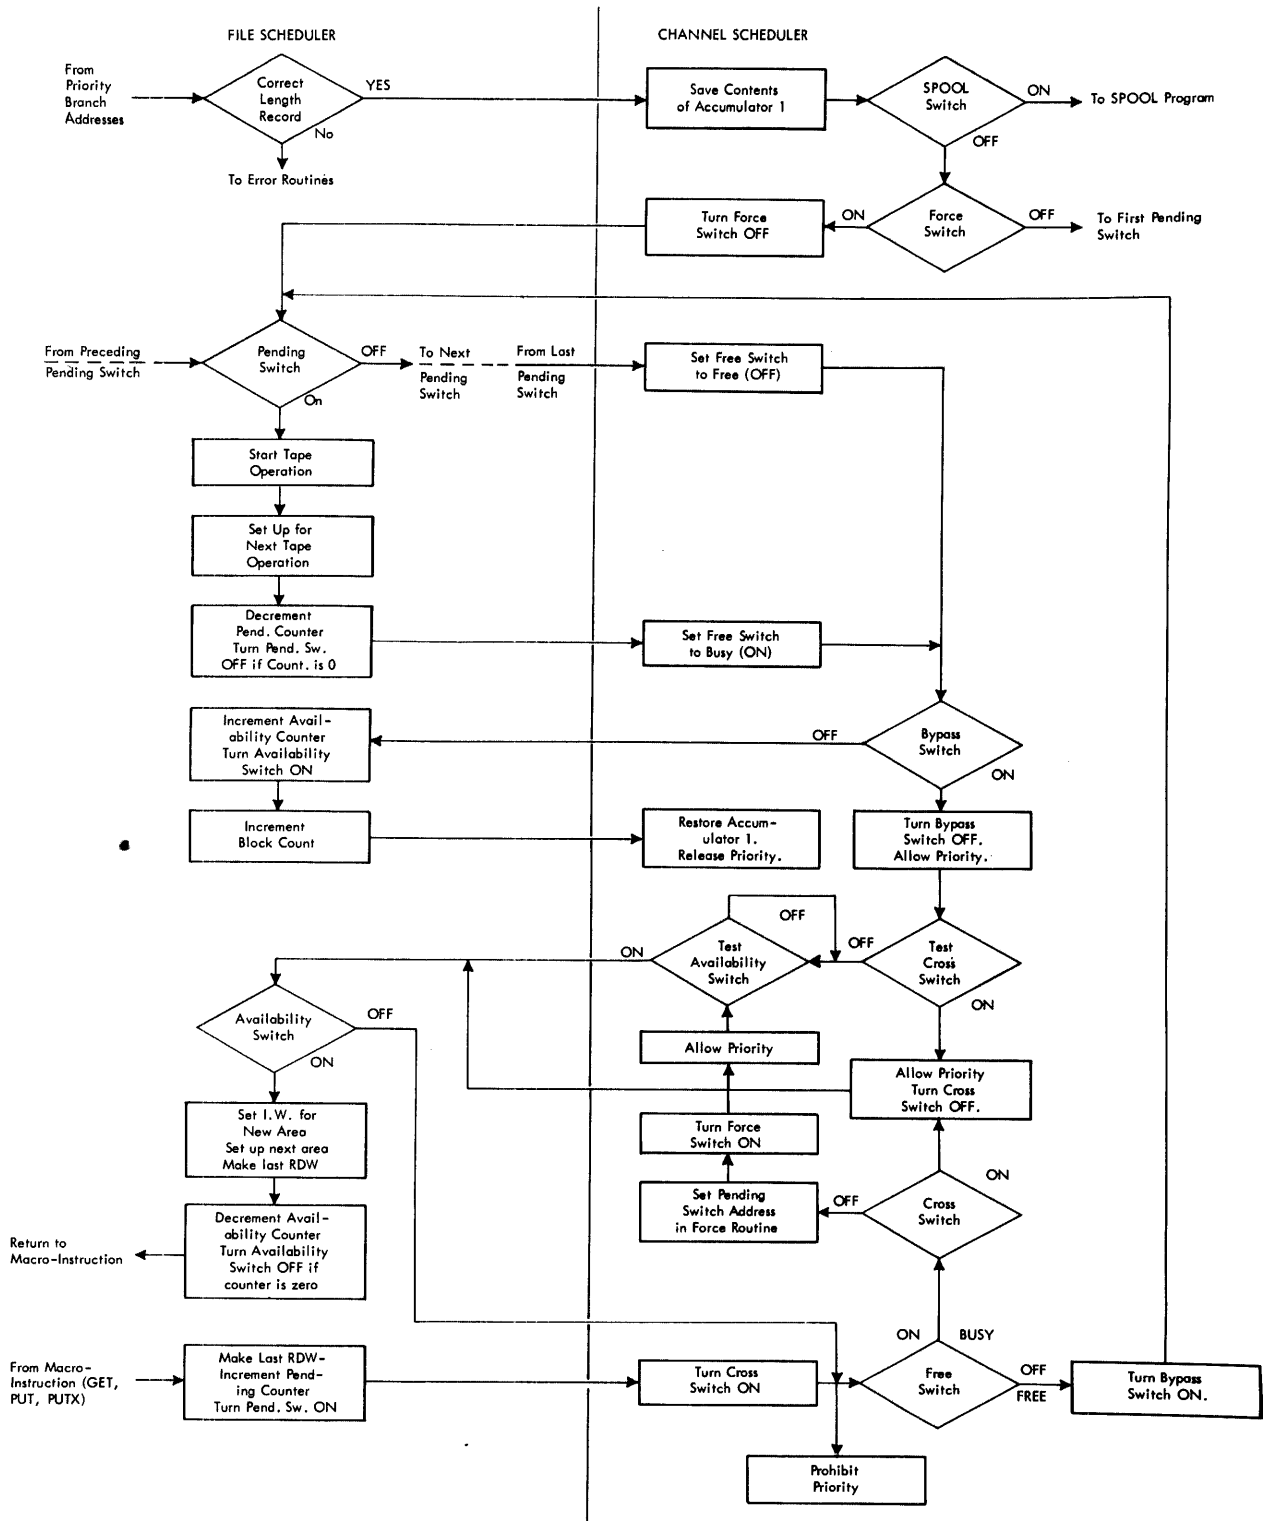 FILE SCHEDULER
CHANNEL SCHEDULER
From
Priority
Branch
Addresses
Correct
Length
Record
YES
No
To Error Routines
Save Contents
of Accumulator 1
SPOOL
Switch
ON
To SPOOL Program
OFF
Turn Force
Switch OFF
ON
Force
Switch
OFF
To First Pending
Switch
From Preceding
Pending Switch
Pending
Switch
OFF
On
To Next
Pending
Switch
From Last
Pending
Switch
Set Free Switch
to Free (OFF)
Start Tape
Operation
Set Up for
Next Tape
Operation
Decrement
Pend. Counter
Turn Pend. Sw.
OFF if Count. is 0
Set Free Switch
to Busy (ON)
Increment Avail-
ability Counter
Turn Availability
Switch ON
OFF
Bypass
Switch
ON
Increment
Block Count
Restore Accum-
ulator 1.
Release Priority.
Turn Bypass
Switch OFF.
Allow Priority.
OFF
ON
Test
Availability
Switch
OFF
Test
Cross
Switch
ON
Availability
Switch
OFF
ON
Allow Priority
Allow Priority
Turn Cross
Switch OFF.
Set I.W. for
New Area
Set up next area
Make last RDW
Turn Force
Switch ON
Set Pending
Switch Address
in Force Routine
OFF
Cross
Switch
ON
Return to
Macro-Instruction
Decrement Avail-
ability Counter
Turn Availability
Switch OFF if
counter is zero
From Macro-
Instruction (GET,
PUT, PUTX)
Make Last RDW-
Increment Pend-
ing Counter
Turn Pend. Sw. ON
Turn Cross
Switch ON
ON BUSY
Free
Switch
OFF
FREE
Turn Bypass
Switch ON.
Prohibit
Priority